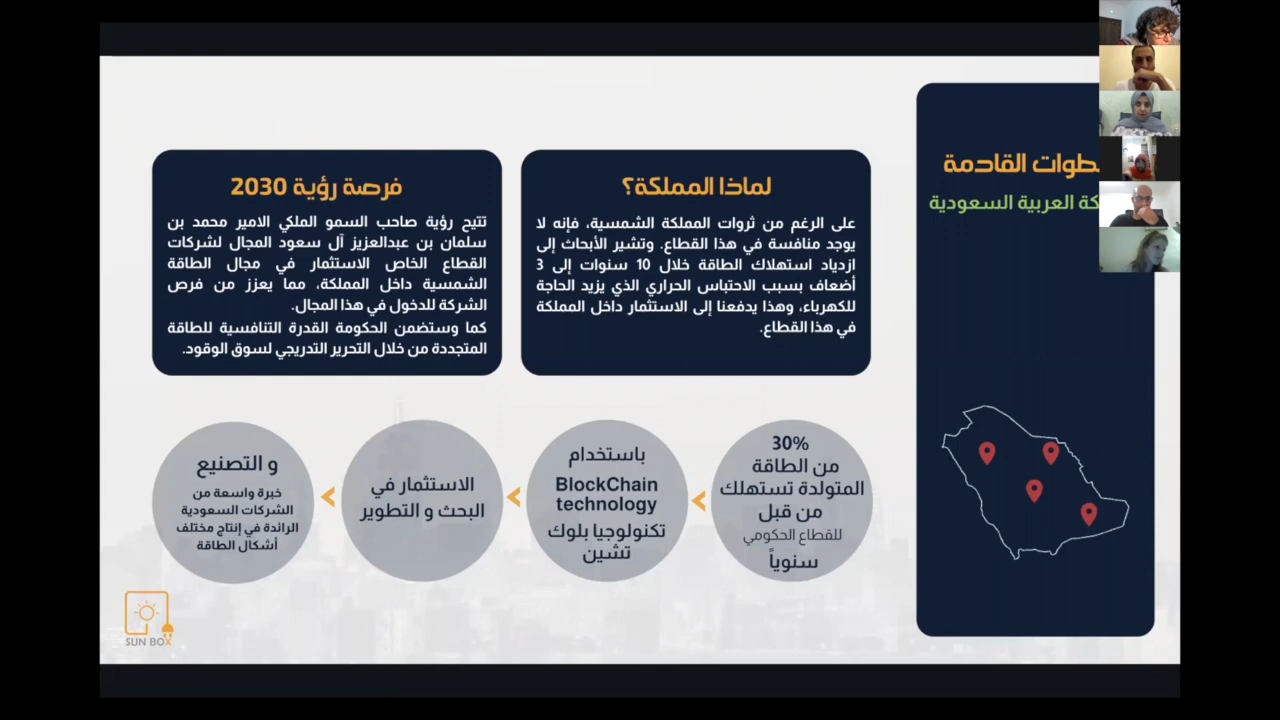 القادمة
العربية السعودية
لماذا المملكة؟
على الرغم من ثروات المملكة الشمسية، فإنه لا
يوجد منافسة في هذا القطاع. وتشير الأبحاث إلى
ازدياد استهلاك الطاقة خلال 10 سنوات إلى 3
أضعاف بسبب الاحتباس الحراري الذي يزيد الحاجة
للكهرباء، وهذا يدفعنا إلى الاستثمار داخل المملكة
في هذا القطاع.
فرصة رؤية 2030
تتيح رؤية صاحب السمو الملكي الامير محمد بن
سلمان بن عبدالعزيز آل سعود المجال لشركات
القطاع الخاص الاستثمار في مجال الطاقة
الشمسية داخل المملكة، مما يعزز من فرص
الشركة للدخول في هذا المجال.
كما وستضمن الحكومة القدرة التنافسية للطاقة
المتجددة من خلال التحرير التدريجي لسوق الوقود.
30%
من الطاقة
المتولدة تستهلك
من قبل
للقطاع الحكومي
سنوياً
باستخدام
BlockChain
technology
تكنولوجيا بلوك
تشين
الاستثمار في
البحث و التطوير
و التصنيع
خبرة واسعة من
الشركات السعودية
الرائدة في إنتاج مختلف
أشكال الطاقة
SUN BOX